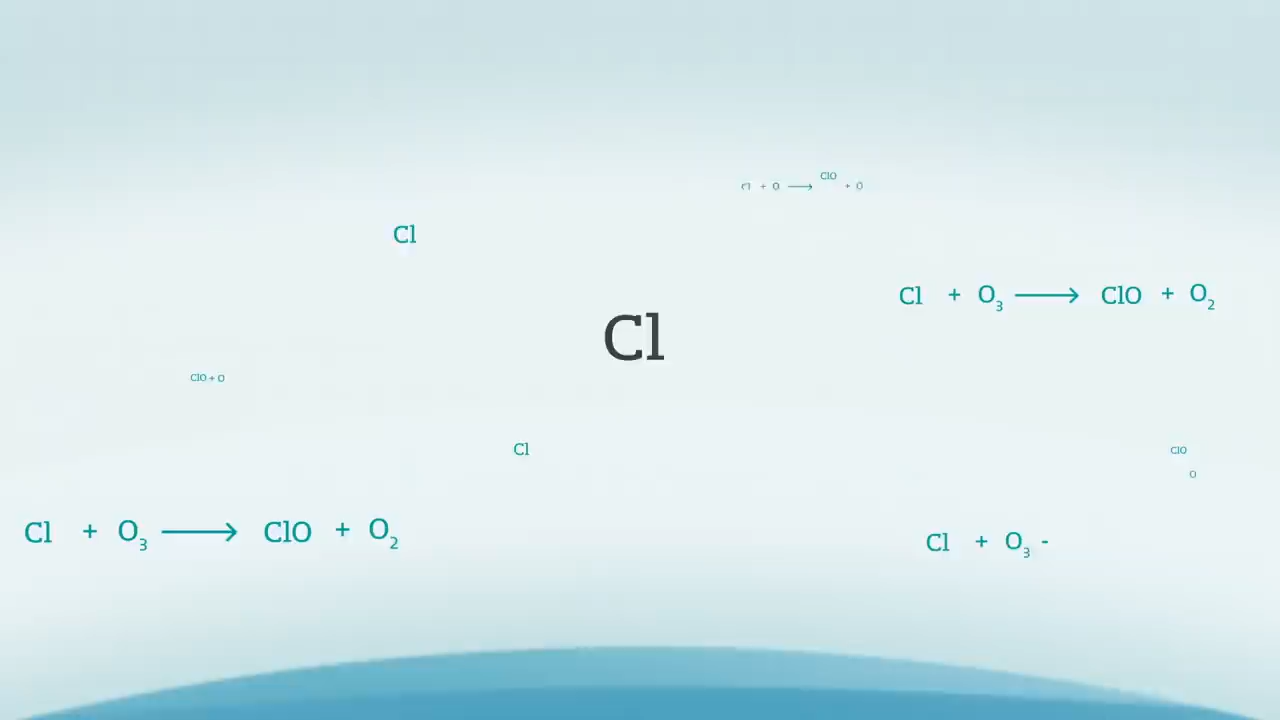 Cl + O → ClO + O
Cl
Cl + O₃ → ClO + O₂
Cl
ClO + O
Cl
ClO
O
Cl + O₃ → ClO + O₂
Cl + O₃ -